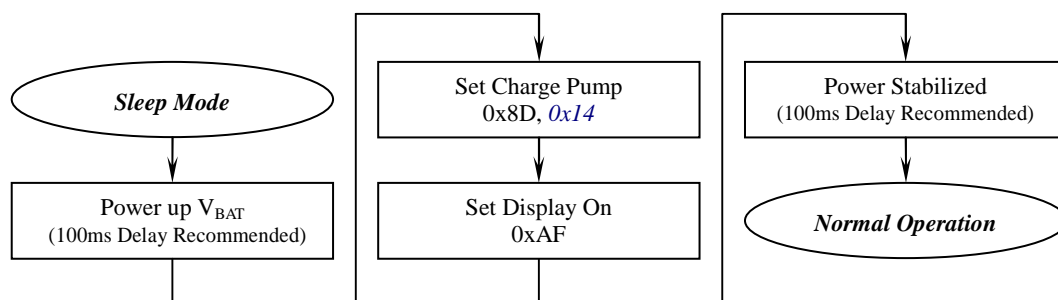 Sleep Mode
Power up VBAT
(100ms Delay Recommended)
Set Charge Pump
0x8D, 0x14
Set Display On
0xAF
Power Stabilized
(100ms Delay Recommended)
Normal Operation